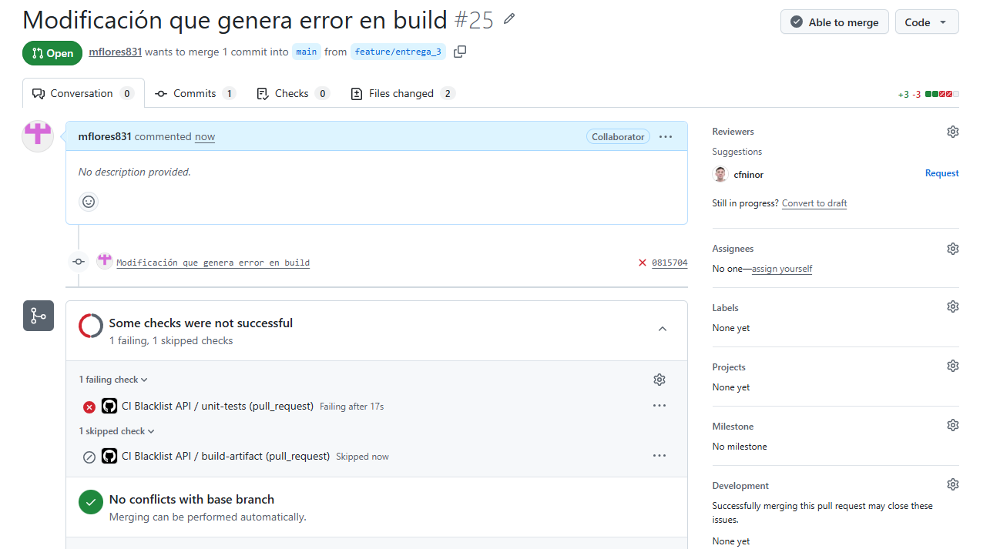 Modificación que genera error en build #25
Able to merge
Code
Open
mflores831 wants to merge 1 commit into main from feature/entrega_3
Conversation 0
Commits 1
Checks 0
Files changed 2
+3 -3
mflores831 commented now
Collaborator
No description provided.
Modificación que genera error en build
0815704
Some checks were not successful
1 failing, 1 skipped checks
1 failing check
CI Blacklist API / unit-tests (pull_request) Failing after 17s
1 skipped check
CI Blacklist API / build-artifact (pull_request) Skipped now
No conflicts with base branch
Merging can be performed automatically.
Reviewers
Suggestions
cfninor
Request
Still in progress? Convert to draft
Assignees
No one—assign yourself
Labels
None yet
Projects
None yet
Milestone
No milestone
Development
Successfully merging this pull request may close these
issues.
None yet